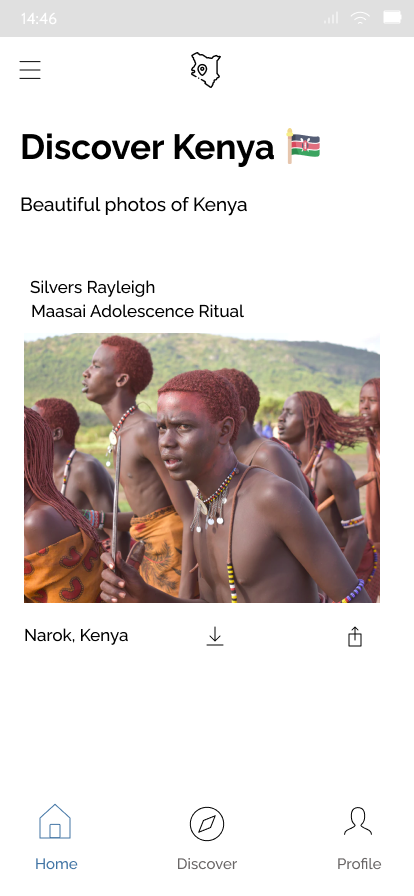 14:46
Discover Kenya 🇰🇪
Beautiful photos of Kenya
Silvers Rayleigh
Maasai Adolescence Ritual
Narok, Kenya
Home
Discover
Profile